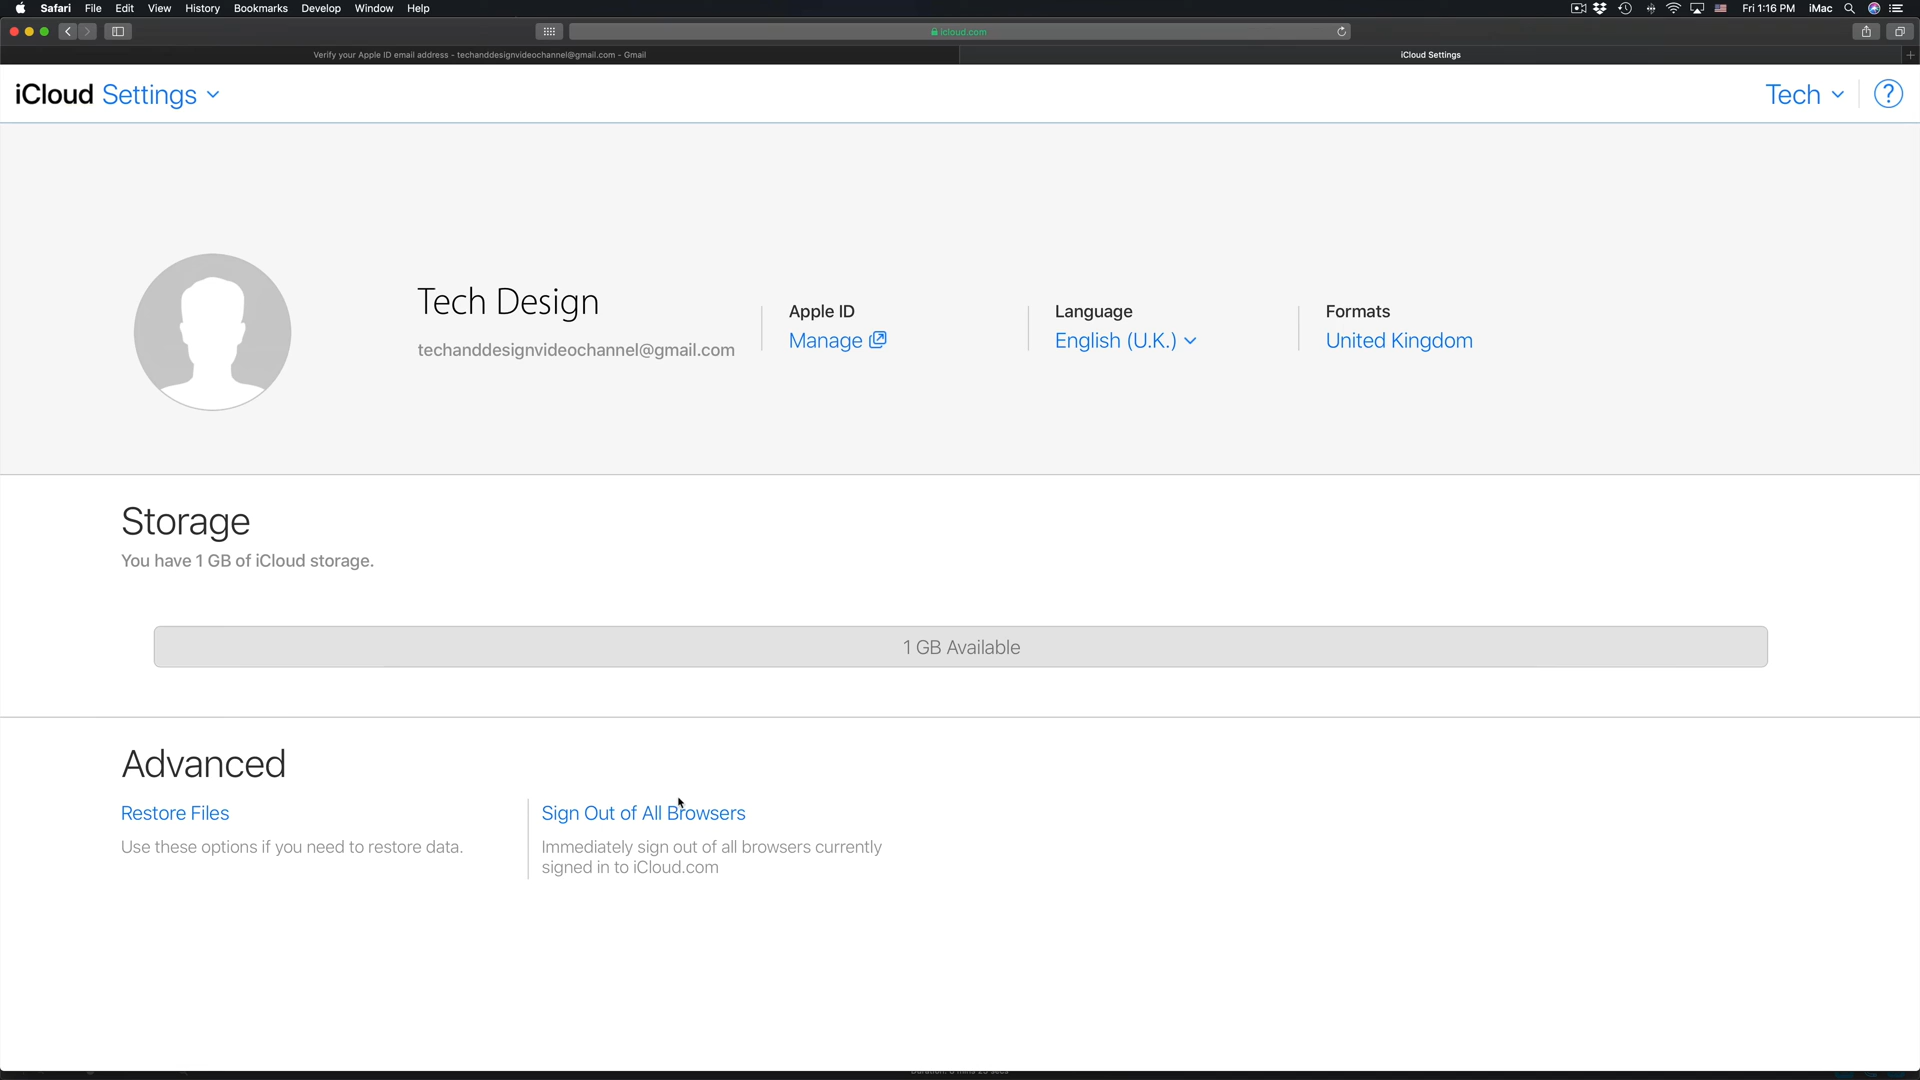 Safari File Edit View History Bookmarks Develop Window Help Fri 1:16 PM iMac
icloud.com
Verify your Apple ID email address - techanddesignvideochannel@gmail.com - Gmail iCloud Settings
iCloud Settings Tech ?
Tech Design
techanddesignvideochannel@gmail.com
Apple ID
Manage
Language
English (U.K.)
Formats
United Kingdom
Storage
You have 1 GB of iCloud storage.
1 GB Available
Advanced
Restore Files
Use these options if you need to restore data.
Sign Out of All Browsers
Immediately sign out of all browsers currently
signed in to iCloud.com